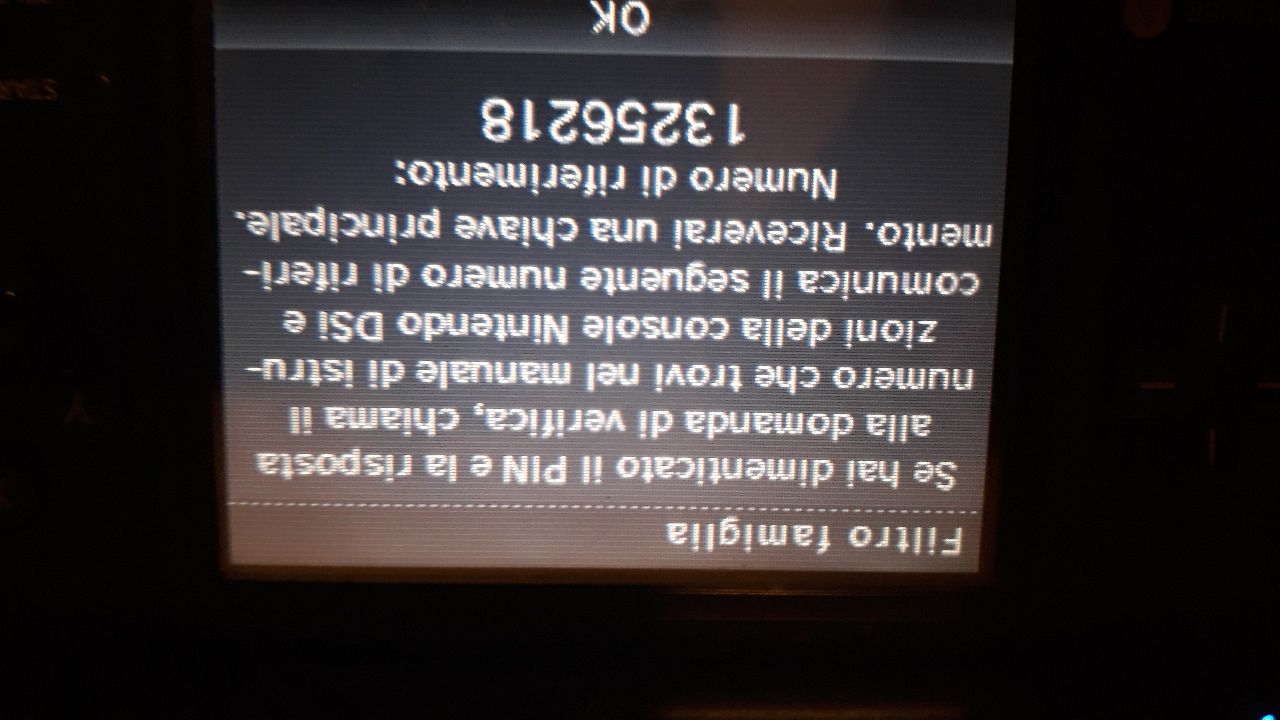 Filtro famiglia
Se hai dimenticato il PIN e la risposta
alla domanda di verifica, chiama il
numero che trovi nel manuale di istru-
zioni della console Nintendo DSi e
comunica il seguente numero di riferi-
mento. Riceverai una chiave principale.
Numero di riferimento:
13256218
OK
START
POWER